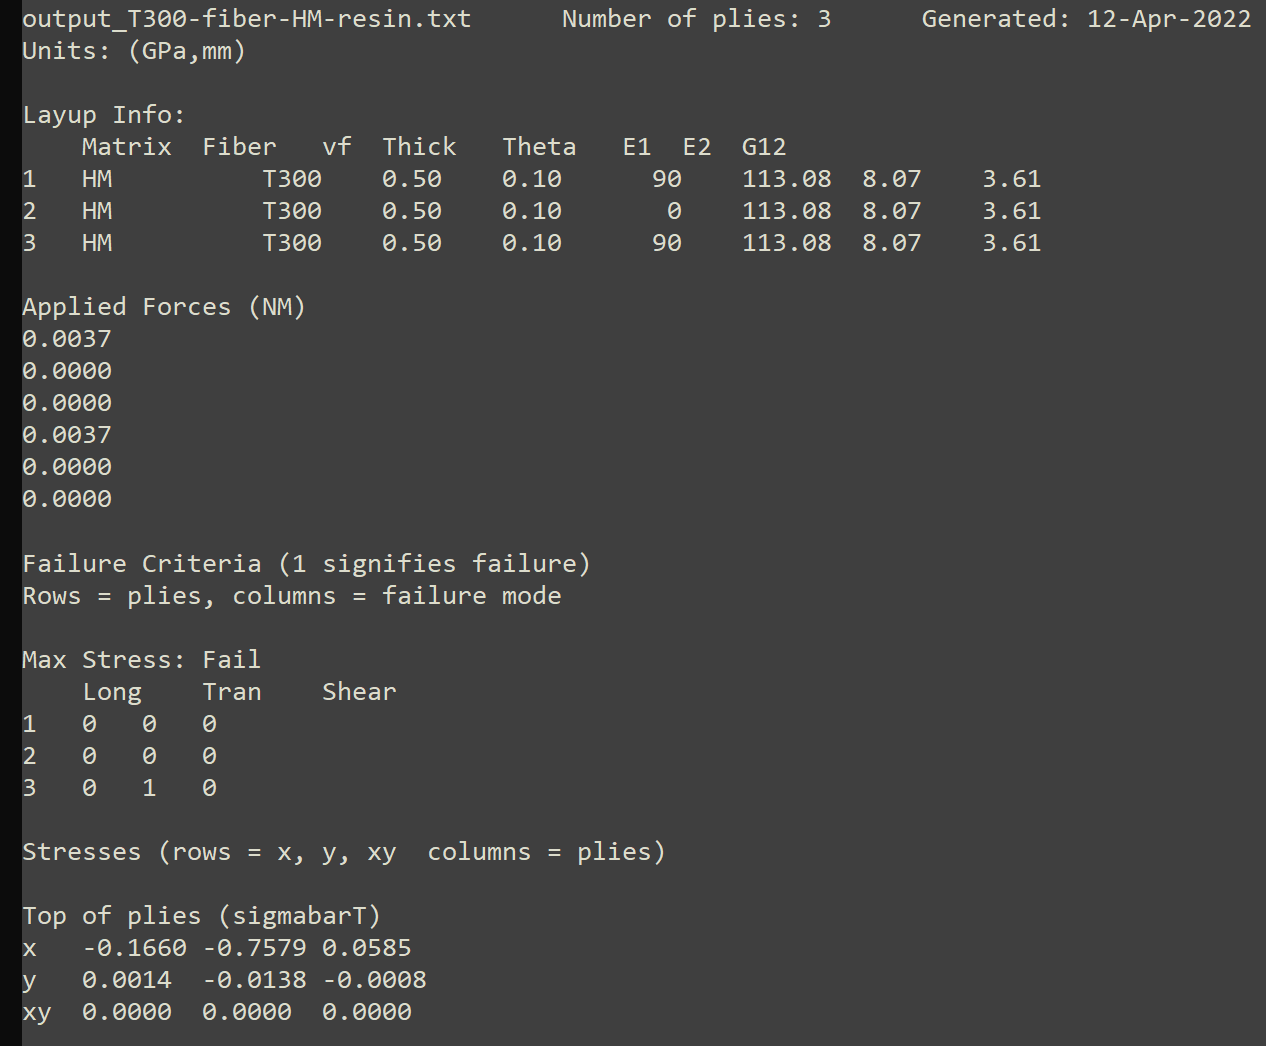 output_T300-fiber-HM-resin.txt Number of plies: 3 Generated: 12-Apr-2022
Units: (GPa,mm)
Layup Info:
Matrix Fiber vf Thick Theta E1 E2 G12
1 HM T300 0.50 0.10 90 113.08 8.07 3.61
2 HM T300 0.50 0.10 0 113.08 8.07 3.61
3 HM T300 0.50 0.10 90 113.08 8.07 3.61
Applied Forces (NM)
0.0037
0.0000
0.0000
0.0037
0.0000
0.0000
Failure Criteria (1 signifies failure)
Rows = plies, columns = failure mode
Max Stress: Fail
Long Tran Shear
1 0 0 0
2 0 0 0
3 0 1 0
Stresses (rows = x, y, xy columns = plies)
Top of plies (sigmabarT)
x -0.1660 -0.7579 0.0585
y 0.0014 -0.0138 -0.0008
xy 0.0000 0.0000 0.0000